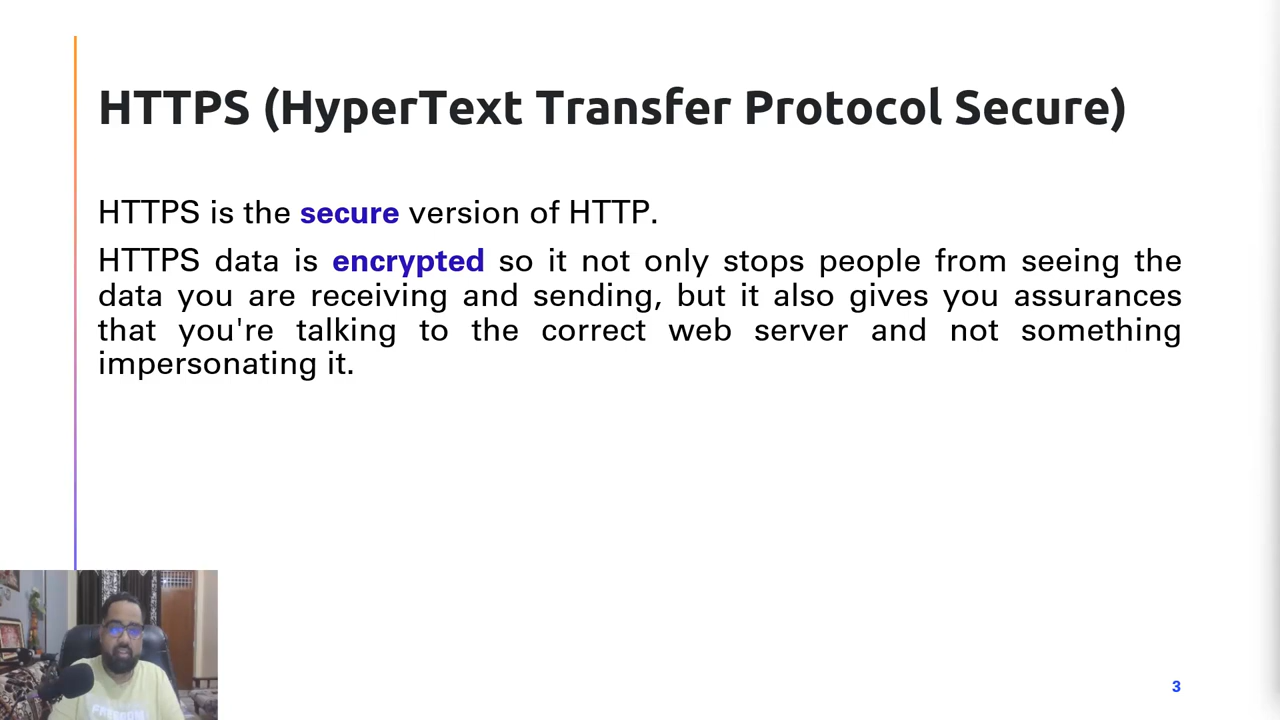 HTTPS (HyperText Transfer Protocol Secure)
HTTPS is the secure version of HTTP.
HTTPS data is encrypted so it not only stops people from seeing the
data you are receiving and sending, but it also gives you assurances
that you're talking to the correct web server and not something
impersonating it.
FREEDOM
3